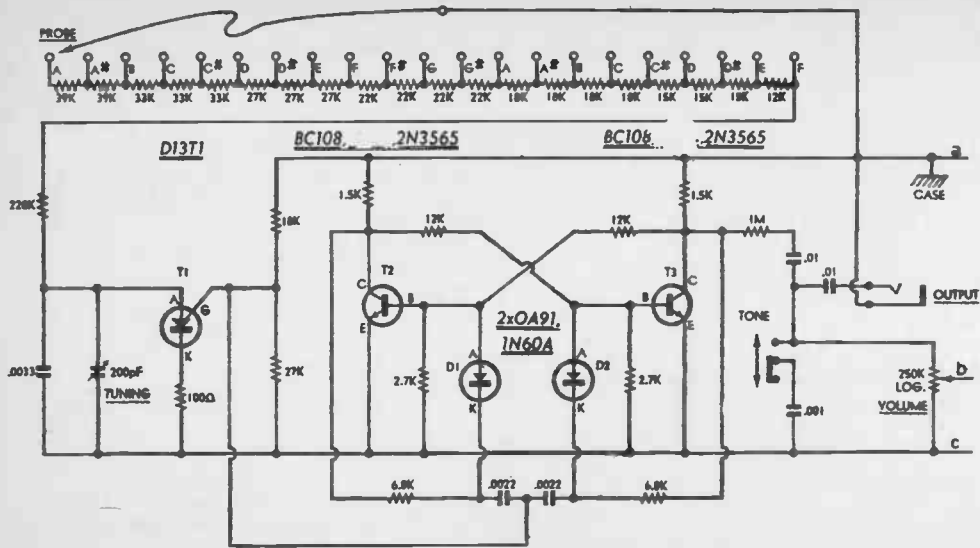 PROBE
A A# B C C# D D# E F F# G G# A A# B C C# D D# E F
39K 39K 33K 33K 33K 27K 27K 27K 22K 22K 22K 22K 18K 18K 18K 18K 15K 15K 18K 12K
D13T1 BC108 2N3565 BC108 2N3565
a
CASE
220K 18K 1.5K 12K 12K 1.5K 1M
.01
.01
T1 T2 T3
A G C C
OUTPUT
B B
K E 2xOA91, E TONE
1N60A
.0033 200pF 27K A A
TUNING 100Ω 2.7K D1 D2 2.7K 250K b
K K LOG.
VOLUME
.001
c
6.8K .0022 .0022 6.8K